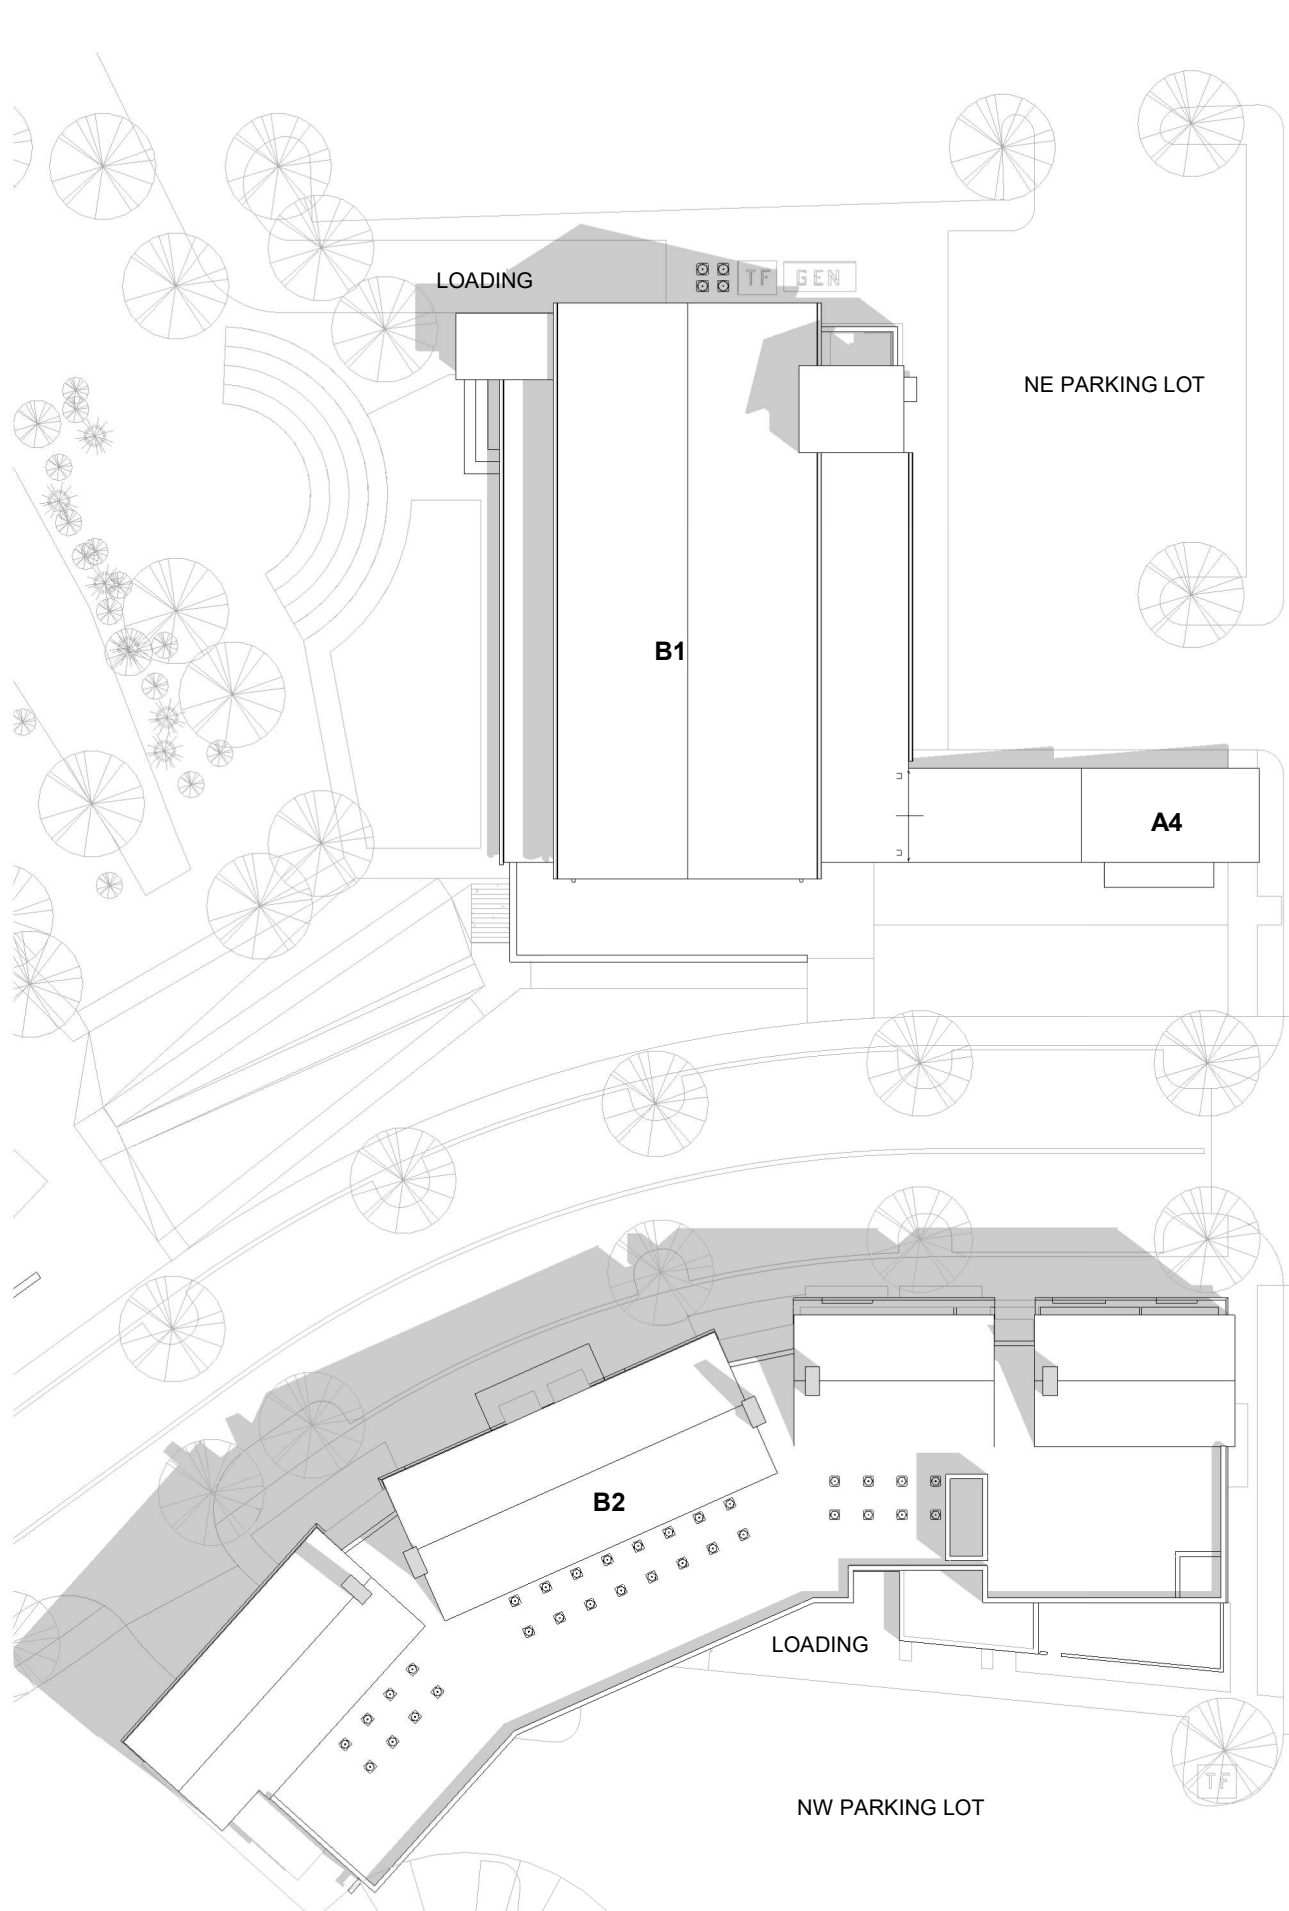 LOADING
TF
GEN
NE PARKING LOT
B1
A4
B2
LOADING
TF
NW PARKING LOT